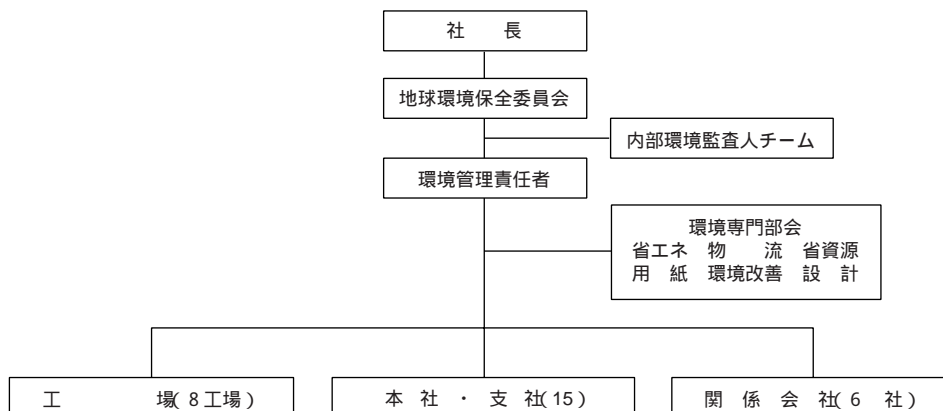 社　　長
地球環境保全委員会
内部環境監査人チーム
環境管理責任者
環境専門部会
省エネ　物　　流　省資源
用　紙　環境改善　設　計
工　　　　　場(8工場)
本　社　・　支　社(15)
関　係　会　社(6　社)